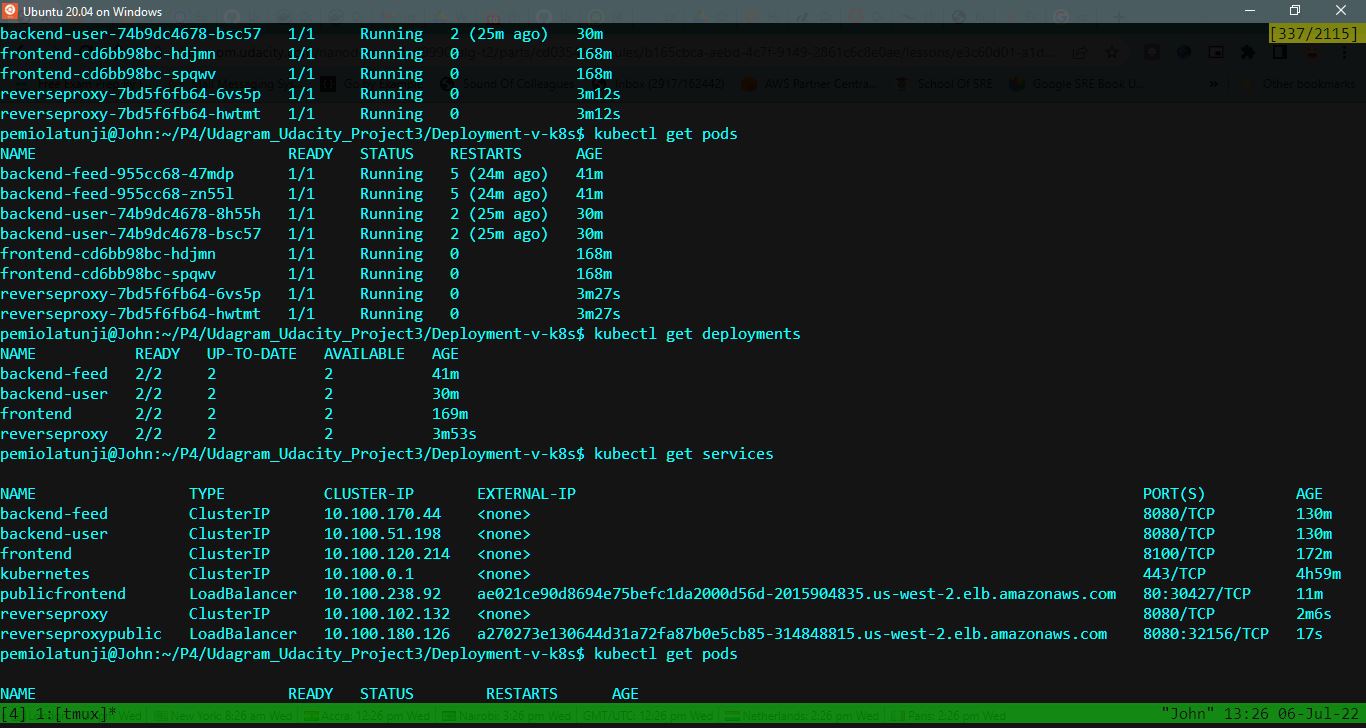 Ubuntu 20.04 on Windows
backend-user-74b9dc4678-bsc57   1/1     Running   2 (25m ago)   30m   [337/2115]
frontend-cd6bb98bc-hdjmn        1/1     Running   0             168m
frontend-cd6bb98bc-spqwv        1/1     Running   0             168m
reverseproxy-7bd5f6fb64-6vs5p   1/1     Running   0             3m12s
reverseproxy-7bd5f6fb64-hwtmt   1/1     Running   0             3m12s
pemiolatunji@John:~/P4/Udagram_Udacity_Project3/Deployment-v-k8s$ kubectl get pods
NAME                            READY   STATUS    RESTARTS      AGE
backend-feed-955cc68-47mdp      1/1     Running   5 (24m ago)   41m
backend-feed-955cc68-zn55l      1/1     Running   5 (24m ago)   41m
backend-user-74b9dc4678-8h55h   1/1     Running   2 (25m ago)   30m
backend-user-74b9dc4678-bsc57   1/1     Running   2 (25m ago)   30m
frontend-cd6bb98bc-hdjmn        1/1     Running   0             168m
frontend-cd6bb98bc-spqwv        1/1     Running   0             168m
reverseproxy-7bd5f6fb64-6vs5p   1/1     Running   0             3m27s
reverseproxy-7bd5f6fb64-hwtmt   1/1     Running   0             3m27s
pemiolatunji@John:~/P4/Udagram_Udacity_Project3/Deployment-v-k8s$ kubectl get deployments
NAME           READY   UP-TO-DATE   AVAILABLE   AGE
backend-feed   2/2     2            2           41m
backend-user   2/2     2            2           30m
frontend       2/2     2            2           169m
reverseproxy   2/2     2            2           3m53s
pemiolatunji@John:~/P4/Udagram_Udacity_Project3/Deployment-v-k8s$ kubectl get services
NAME                 TYPE           CLUSTER-IP       EXTERNAL-IP   PORT(S)   AGE
backend-feed         ClusterIP      10.100.170.44    <none>   8080/TCP   130m
backend-user         ClusterIP      10.100.51.198    <none>   8080/TCP   130m
frontend             ClusterIP      10.100.120.214   <none>   8100/TCP   172m
kubernetes           ClusterIP      10.100.0.1       <none>   443/TCP   4h59m
publicfrontend       LoadBalancer   10.100.238.92    ae021ce90d8694e75befc1da2000d56d-2015904835.us-west-2.elb.amazonaws.com   80:30427/TCP   11m
reverseproxy         ClusterIP      10.100.102.132   <none>   8080/TCP   2m6s
reverseproxypublic   LoadBalancer   10.100.180.126   a270273e130644d31a72fa87b0e5cb85-314848815.us-west-2.elb.amazonaws.com   8080:32156/TCP   17s
pemiolatunji@John:~/P4/Udagram_Udacity_Project3/Deployment-v-k8s$ kubectl get pods
NAME                            READY   STATUS        RESTARTS      AGE
[4] 1:[tmux]*   "John" 13:26 06-Jul-22